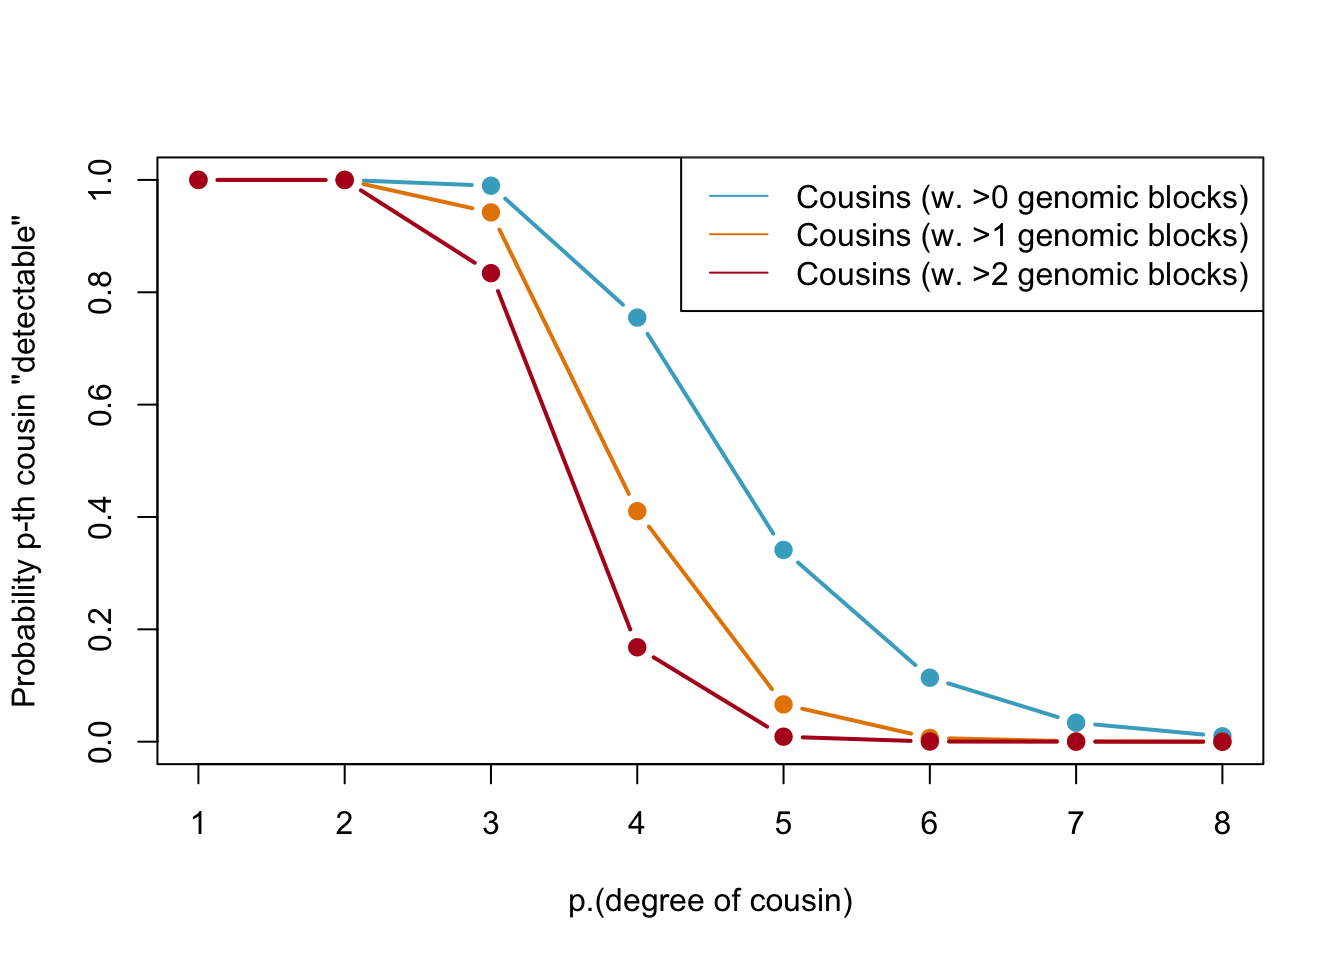 Cousins (w. >0 genomic blocks)
Cousins (w. >1 genomic blocks)
Cousins (w. >2 genomic blocks)
Probability p-th cousin "detectable"
1.0
0.8
0.6
0.4
0.2
0.0
1 2 3 4 5 6 7 8
p.(degree of cousin)